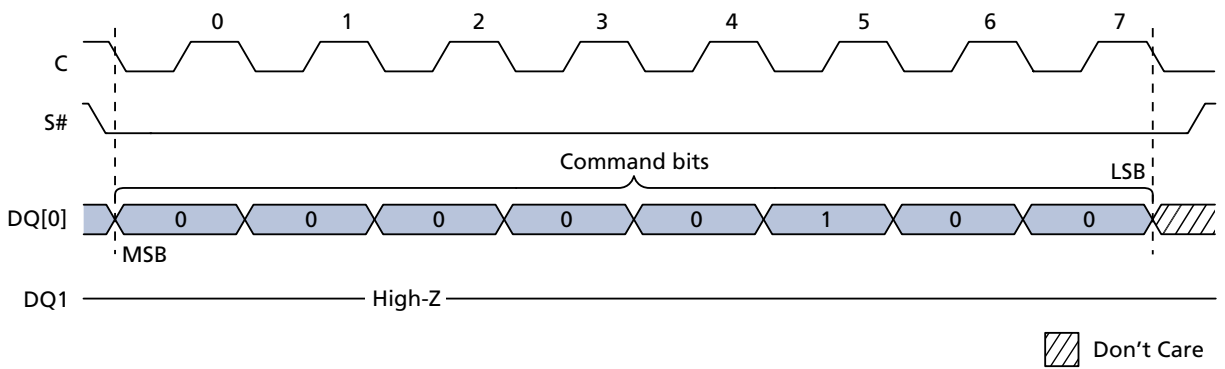 0 1 2 3 4 5 6 7
C
S#
Command bits
LSB
DQ[0] 0 0 0 0 0 1 0 0
MSB
DQ1 High-Z
Don't Care